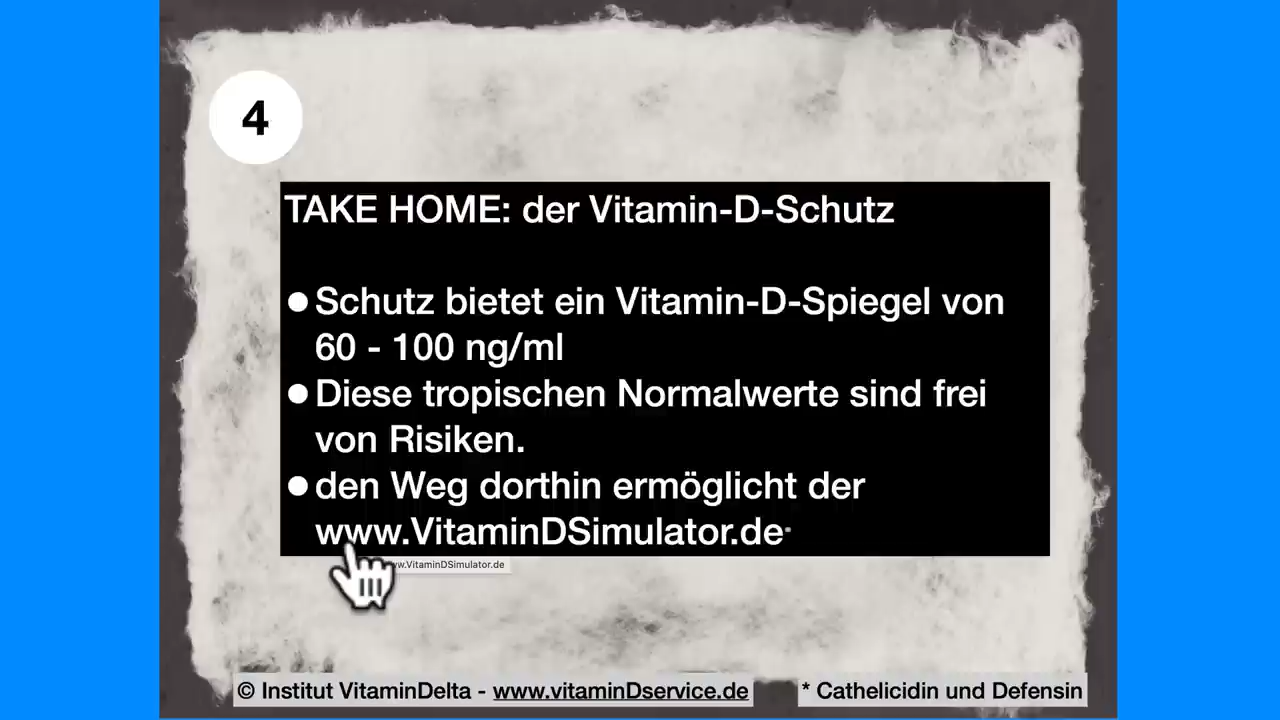 4
TAKE HOME: der Vitamin-D-Schutz
●Schutz bietet ein Vitamin-D-Spiegel von
60 - 100 ng/ml
●Diese tropischen Normalwerte sind frei
von Risiken.
●den Weg dorthin ermöglicht der
www.VitaminDSimulator.de
w.VitaminDSimulator.de
© Institut VitaminDelta - www.vitaminDservice.de
* Cathelicidin und Defensin